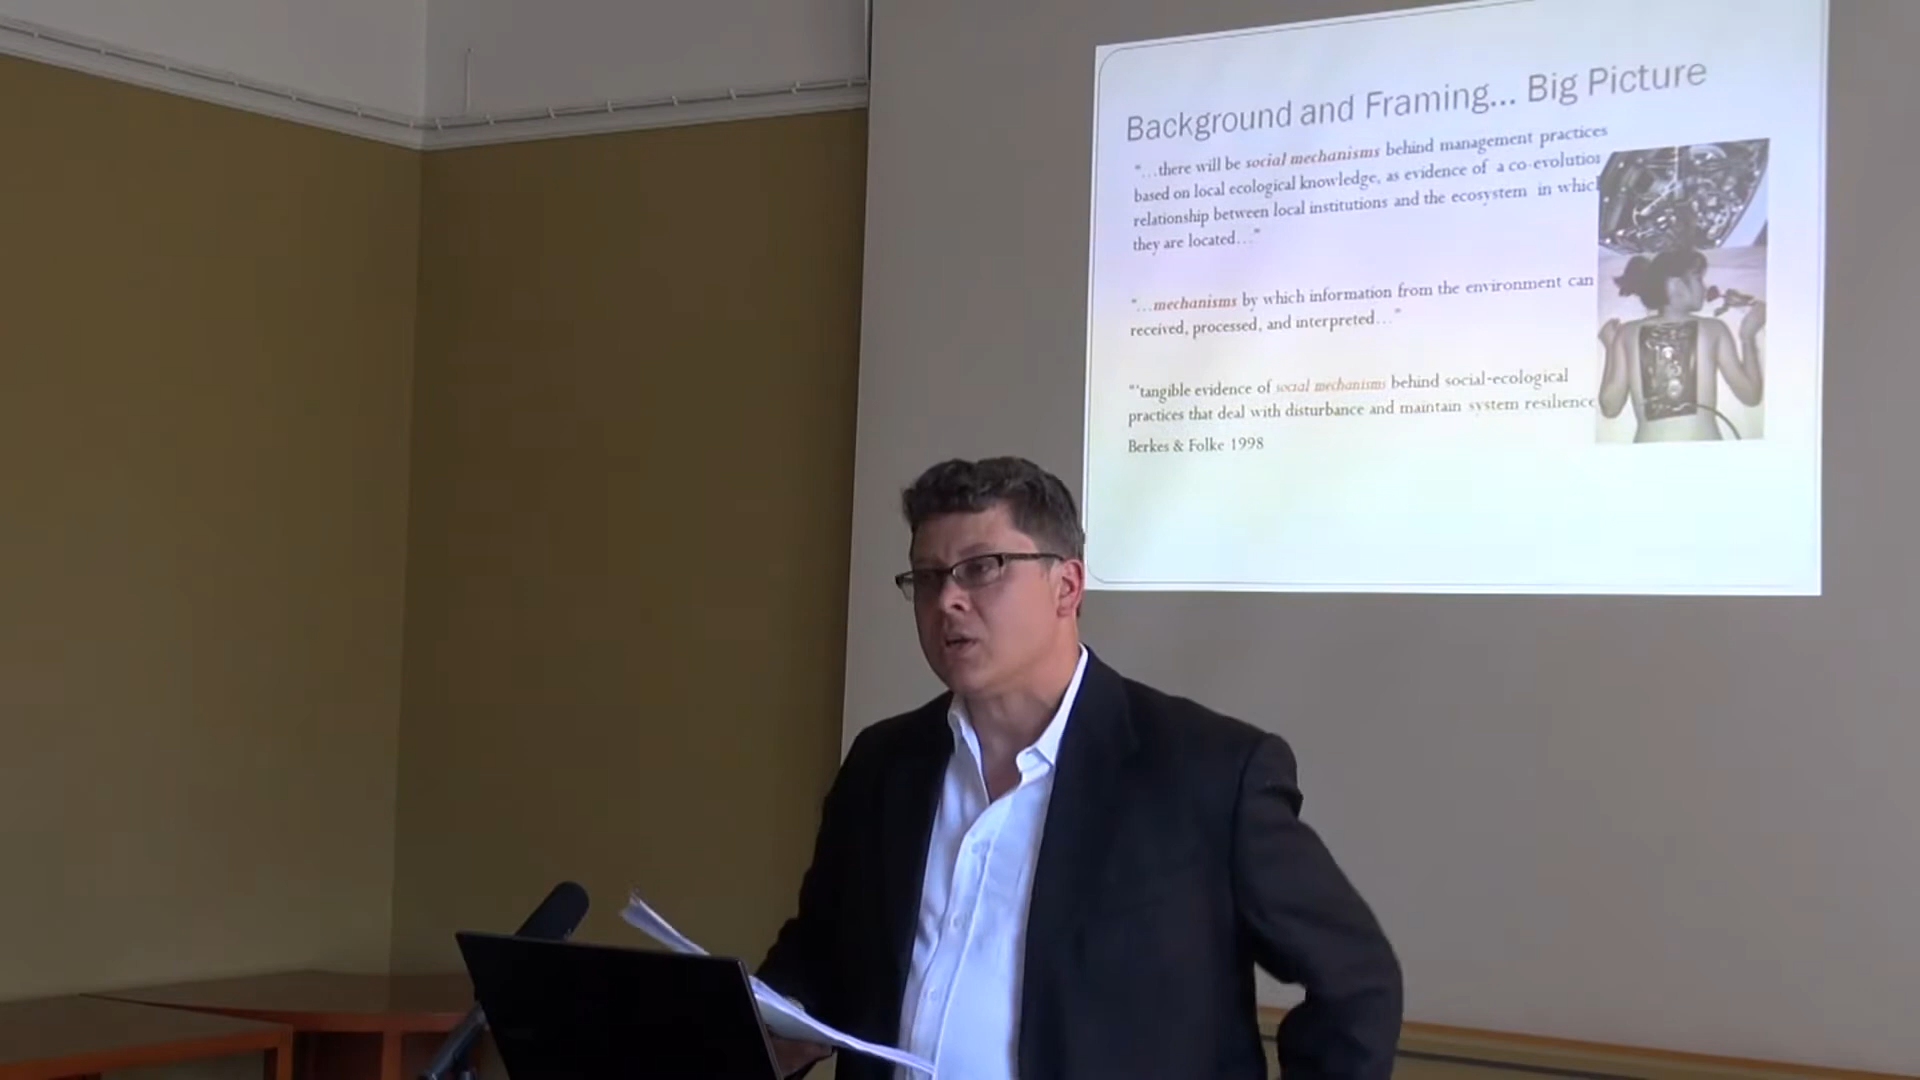 Background and Framing... Big Picture
"...there will be social mechanisms behind management practices
based on local ecological knowledge, as evidence of a co-evolution
relationship between local institutions and the ecosystem in which
they are located..."
"...mechanisms by which information from the environment can
received, processed, and interpreted..."
"'tangible evidence of social mechanisms behind social-ecological
practices that deal with disturbance and maintain system resilience
Berkes & Folke 1998